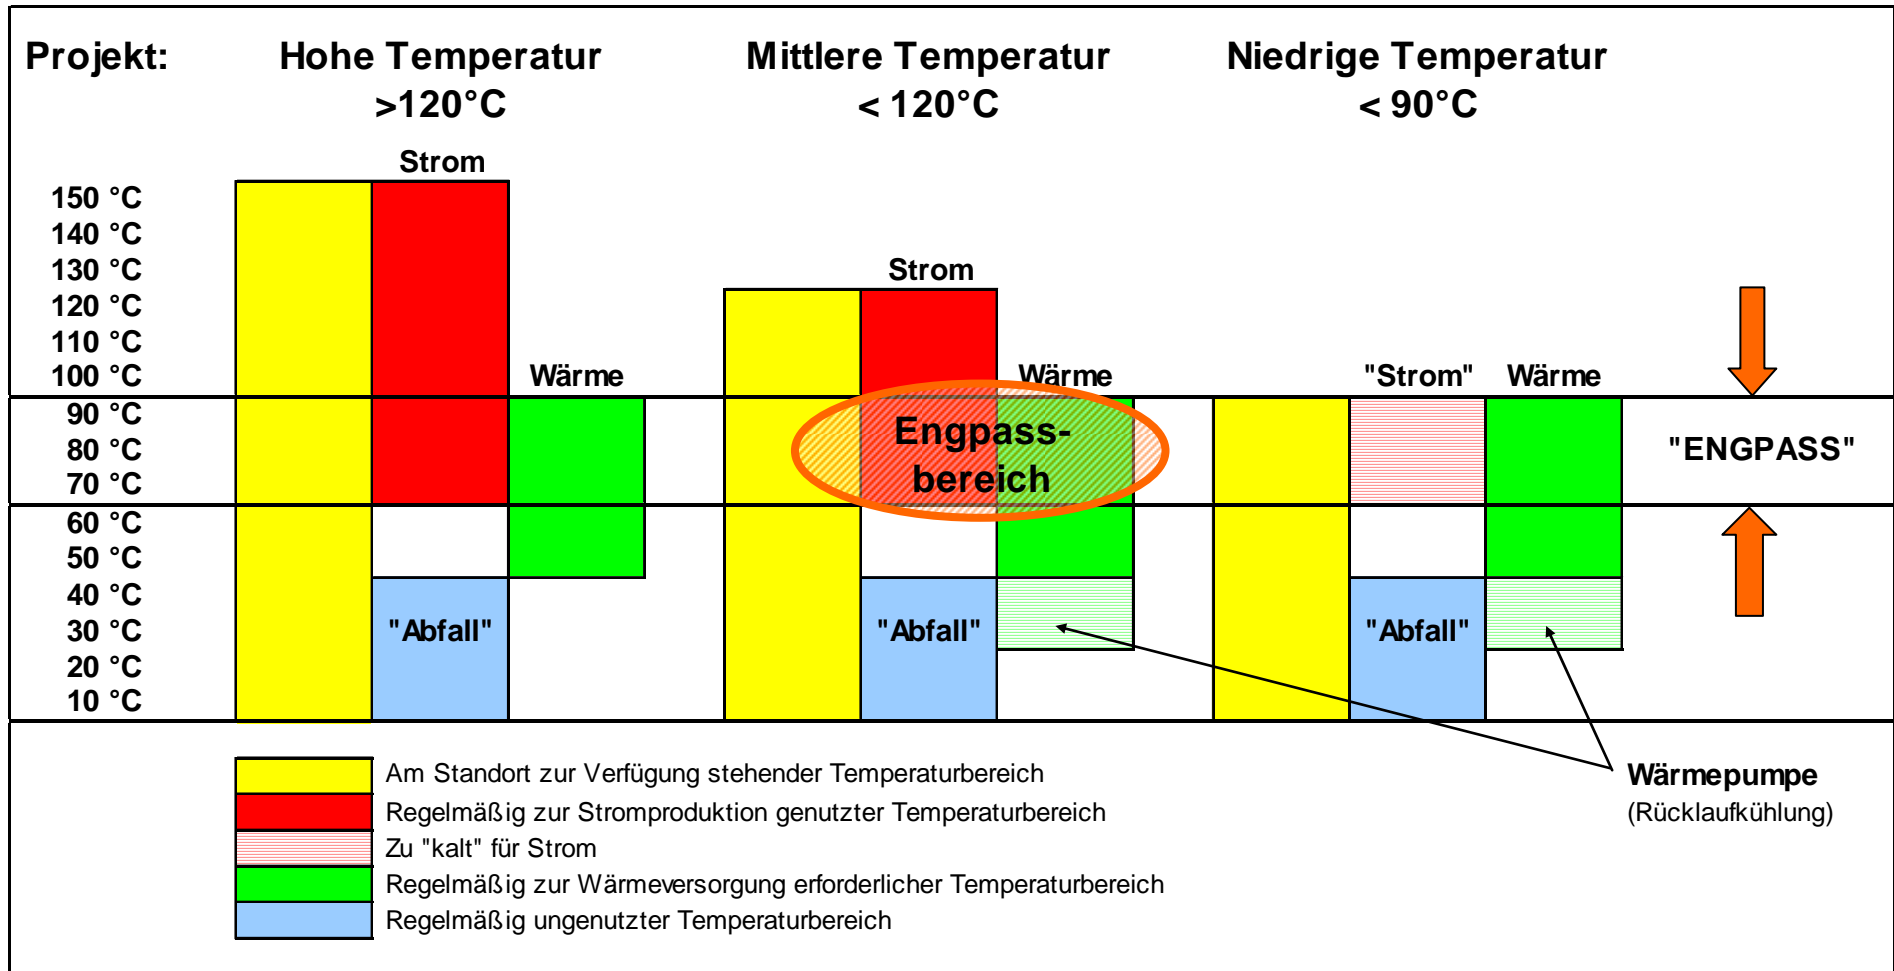 Projekt:
Hohe Temperatur
>120°C
Mittlere Temperatur
< 120°C
Niedrige Temperatur
< 90°C
Strom
150 °C
140 °C
130 °C
Strom
120 °C
110 °C
100 °C
Wärme
Wärme
"Strom"
Wärme
90 °C
80 °C
70 °C
Engpass-
bereich
"ENGPASS"
60 °C
50 °C
40 °C
30 °C
"Abfall"
"Abfall"
"Abfall"
20 °C
10 °C
Am Standort zur Verfügung stehender Temperaturbereich
Regelmäßig zur Stromproduktion genutzter Temperaturbereich
Zu "kalt" für Strom
Regelmäßig zur Wärmeversorgung erforderlicher Temperaturbereich
Regelmäßig ungenutzter Temperaturbereich
Wärmepumpe
(Rücklaufkühlung)